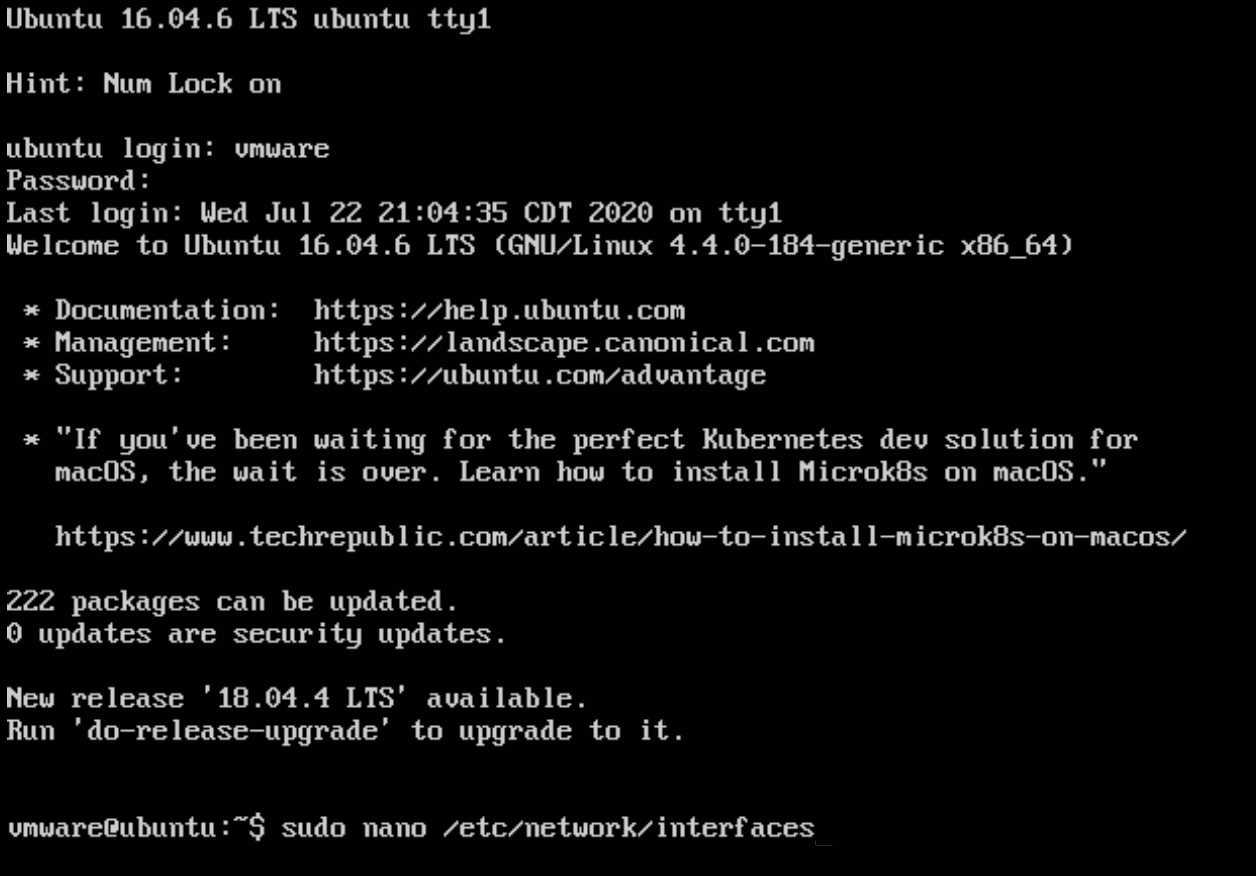 Ubuntu 16.04.6 LTS ubuntu tty1
Hint: Num Lock on
ubuntu login: vmware
Password:
Last login: Wed Jul 22 21:04:35 CDT 2020 on tty1
Welcome to Ubuntu 16.04.6 LTS (GNU/Linux 4.4.0-184-generic x86_64)
* Documentation:  https://help.ubuntu.com
* Management:     https://landscape.canonical.com
* Support:        https://ubuntu.com/advantage
* "If you've been waiting for the perfect Kubernetes dev solution for
macOS, the wait is over. Learn how to install Microk8s on macOS."
https://www.techrepublic.com/article/how-to-install-microk8s-on-macos/
222 packages can be updated.
0 updates are security updates.
New release '18.04.4 LTS' available.
Run 'do-release-upgrade' to upgrade to it.
vmware@ubuntu:~$ sudo nano /etc/network/interfaces_